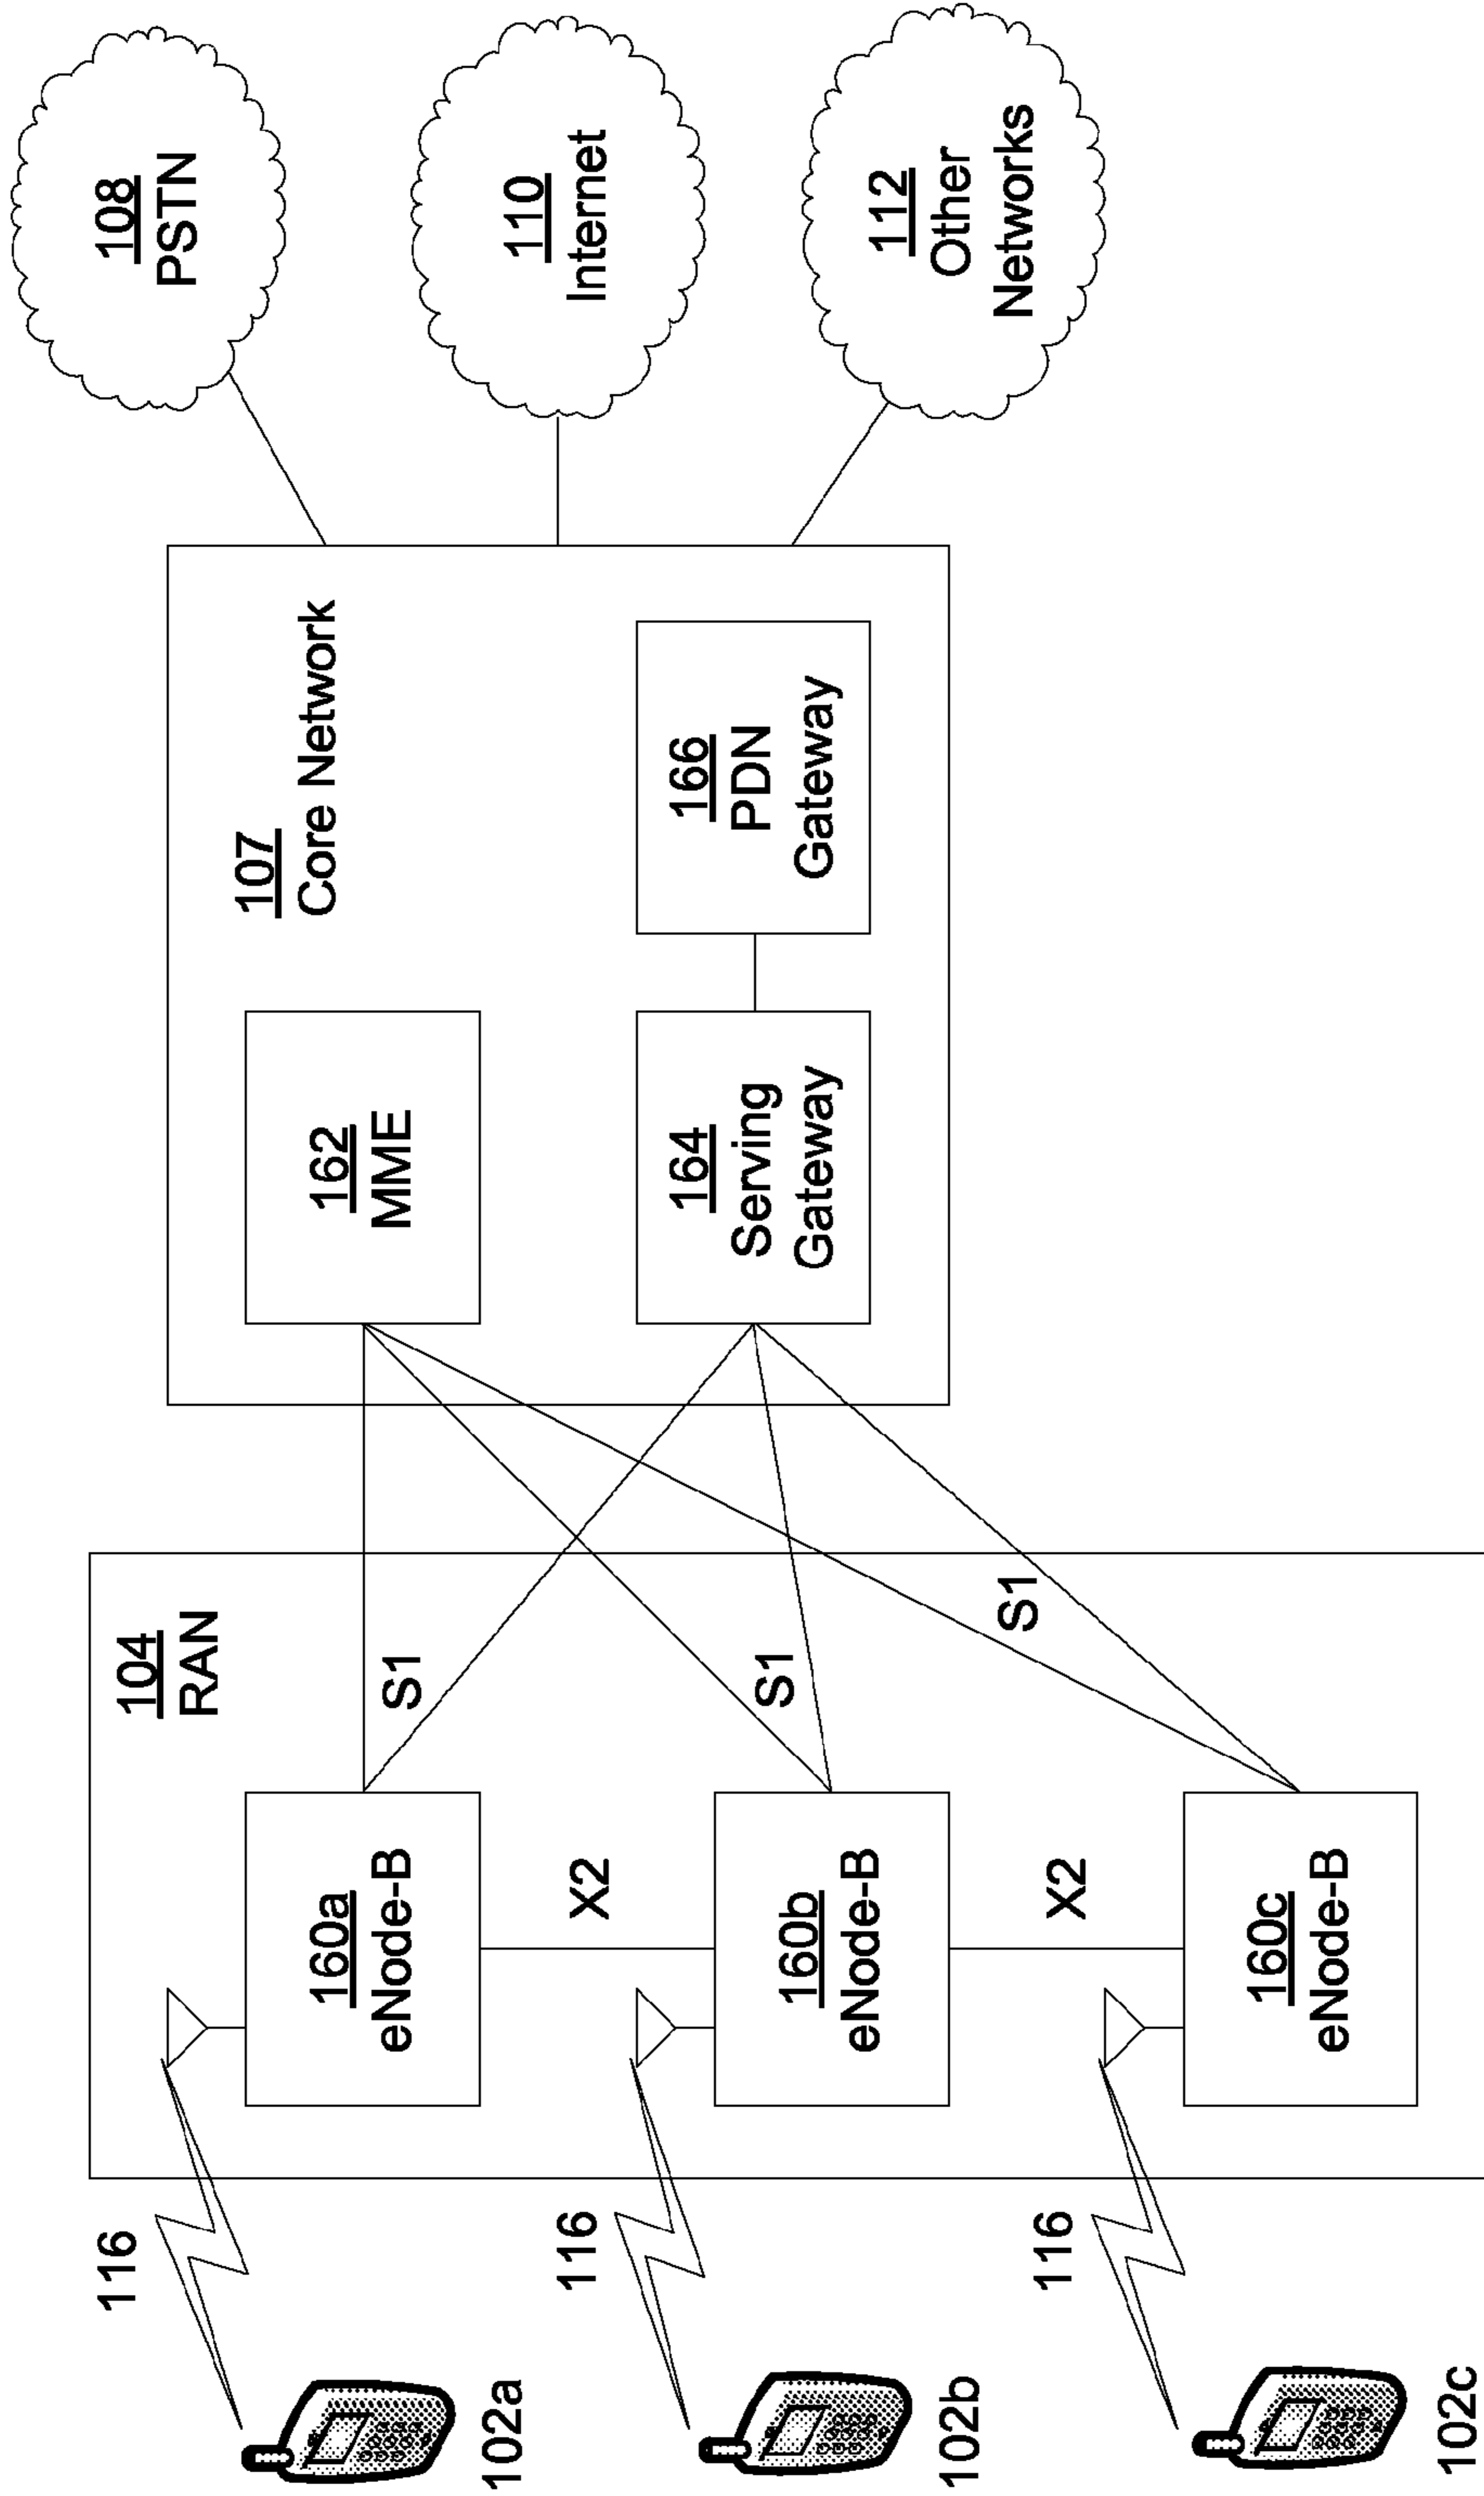 102a
102b
102c
116
116
116
104
RAN
160a
eNode-B
X2
160b
eNode-B
X2
160c
eNode-B
S1
S1
S1
107
Core Network
162
MME
164
Serving
Gateway
166
PDN
Gateway
108
PSTN
110
Internet
112
Other
Networks